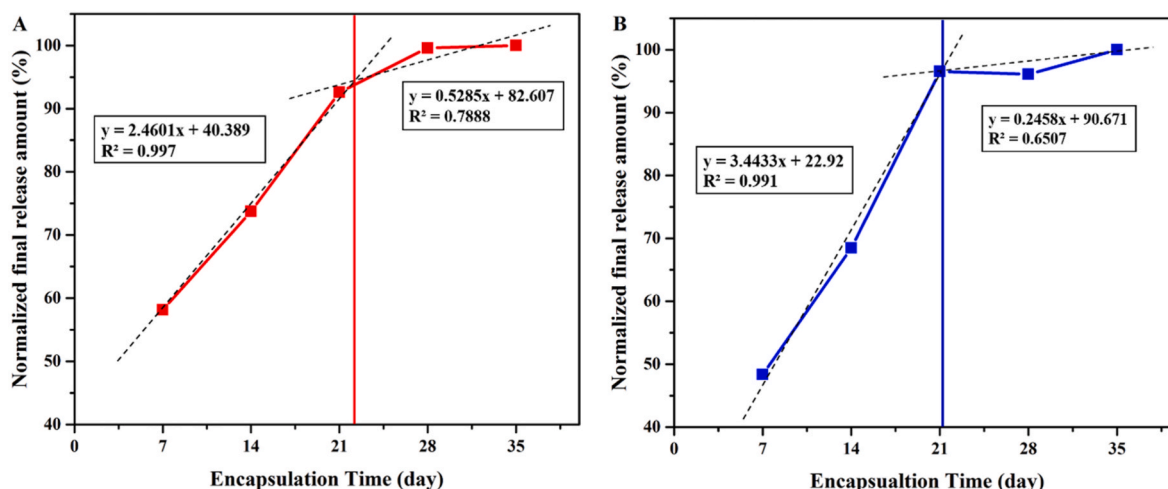 A
Normalized final release amount (%)
100
90
80
70
60
50
40
y = 2.4601x + 40.389
R² = 0.997
y = 0.5285x + 82.607
R² = 0.7888
0
7
14
21
28
35
Encapsulation Time (day)
B
Normalized final release amount (%)
100
90
80
70
60
50
40
y = 3.4433x + 22.92
R² = 0.991
y = 0.2458x + 90.671
R² = 0.6507
0
7
14
21
28
35
Encapsualtion Time (day)